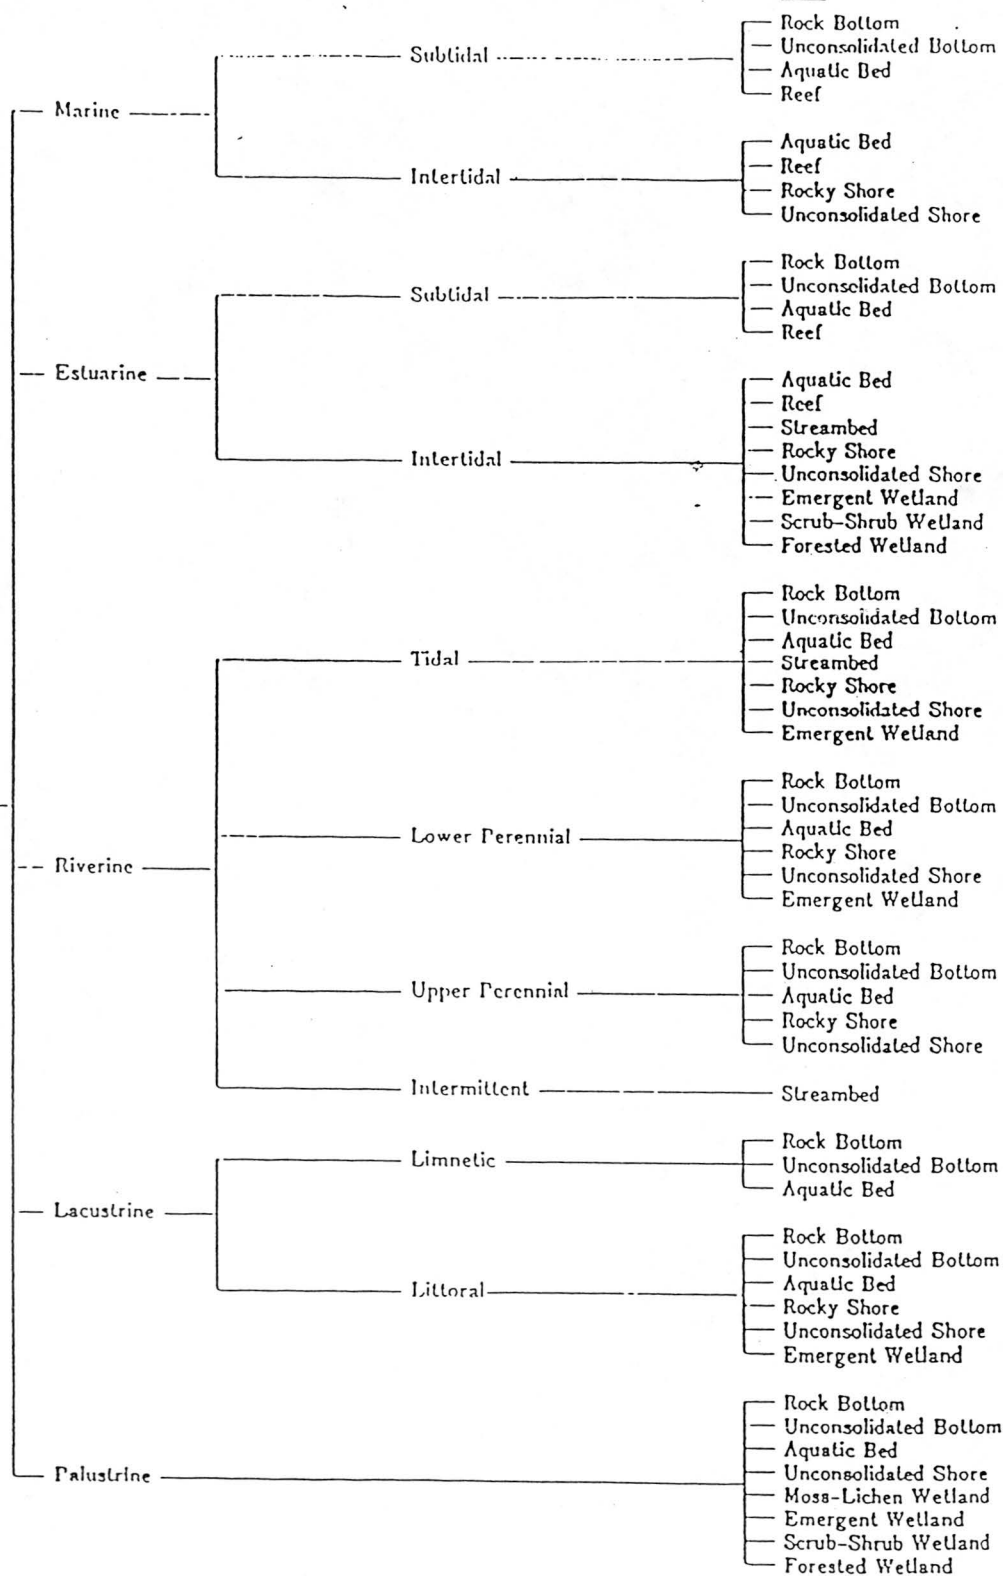 Rock Bottom
Subtidal
Unconsolidated Bottom
Aquatic Bed
Reef
Marine
Aquatic Bed
Reef
Intertidal
Rocky Shore
Unconsolidated Shore
Rock Bottom
Subtidal
Unconsolidated Bottom
Aquatic Bed
Reef
Estuarine
Aquatic Bed
Reef
Streambed
Intertidal
Rocky Shore
Unconsolidated Shore
Emergent Wetland
Scrub-Shrub Wetland
Forested Wetland
Rock Bottom
Unconsolidated Bottom
Aquatic Bed
Tidal
Streambed
Rocky Shore
Unconsolidated Shore
Emergent Wetland
Rock Bottom
Unconsolidated Bottom
Lower Perennial
Aquatic Bed
Rocky Shore
Unconsolidated Shore
Emergent Wetland
Riverine
Rock Bottom
Unconsolidated Bottom
Upper Perennial
Aquatic Bed
Rocky Shore
Unconsolidated Shore
Intermittent
Streambed
Rock Bottom
Limnetic
Unconsolidated Bottom
Aquatic Bed
Lacustrine
Rock Bottom
Unconsolidated Bottom
Aquatic Bed
Littoral
Rocky Shore
Unconsolidated Shore
Emergent Wetland
Rock Bottom
Unconsolidated Bottom
Aquatic Bed
Palustrine
Unconsolidated Shore
Moss-Lichen Wetland
Emergent Wetland
Scrub-Shrub Wetland
Forested Wetland